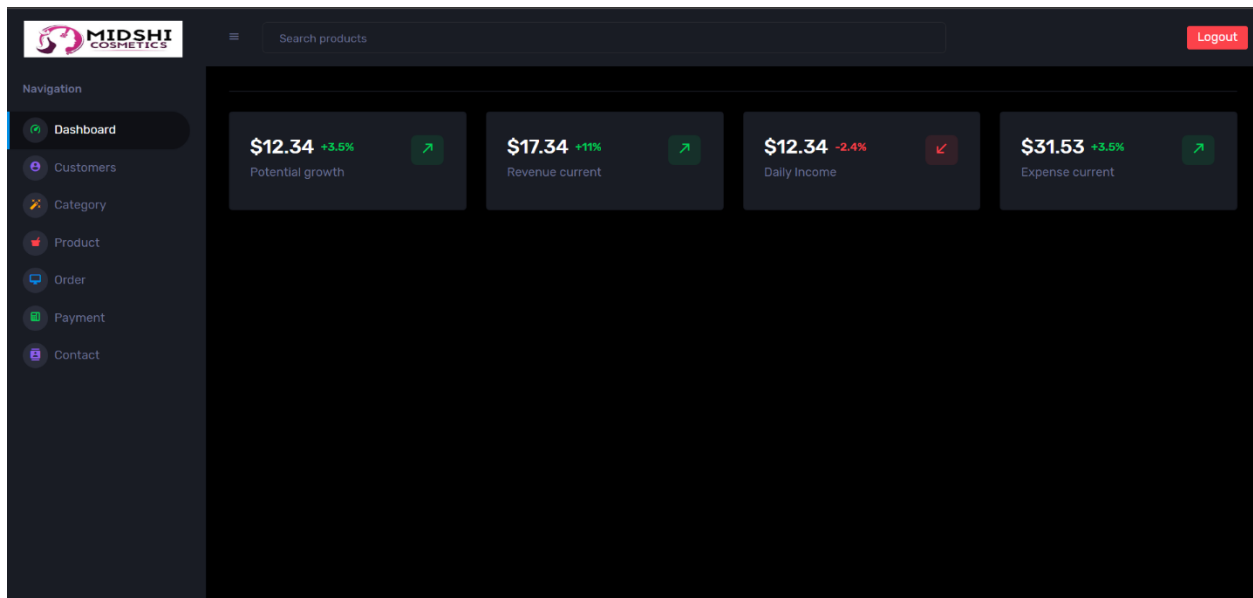 MIDSHI
COSMETICS
Search products
Logout
Navigation
Dashboard
Customers
Category
Product
Order
Payment
Contact
$12.34 +3.5%
Potential growth
$17.34 +11%
Revenue current
$12.34 -2.4%
Daily Income
$31.53 +3.5%
Expense current